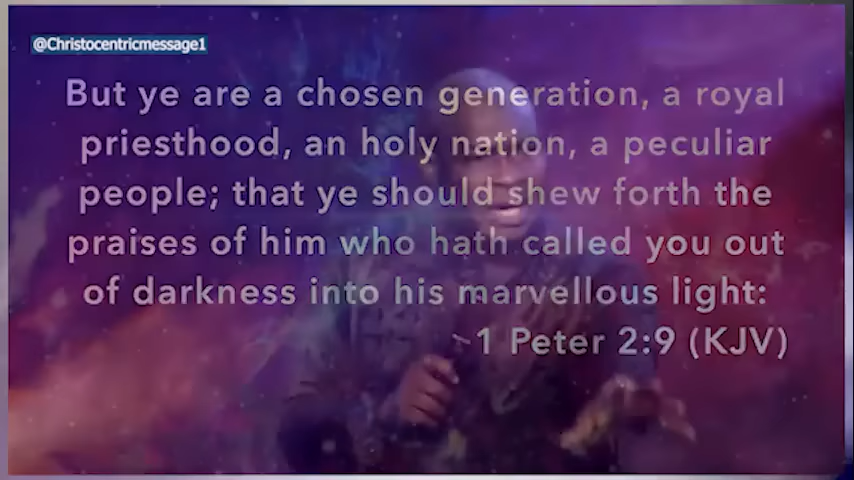 @Christocentricmessage1
But ye are a chosen generation, a royal
priesthood, an holy nation, a peculiar
people; that ye should shew forth the
praises of him who hath called you out
of darkness into his marvellous light:
~1 Peter 2:9 (KJV)